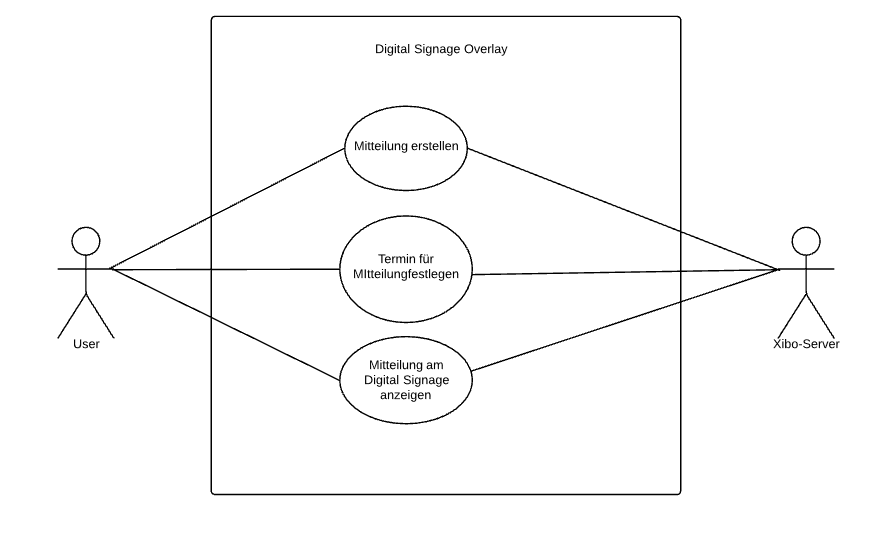 Digital Signage Overlay
Mitteilung erstellen
Termin für
MItteilungfestlegen
Mitteilung am
Digital Signage
anzeigen
User
Xibo-Server